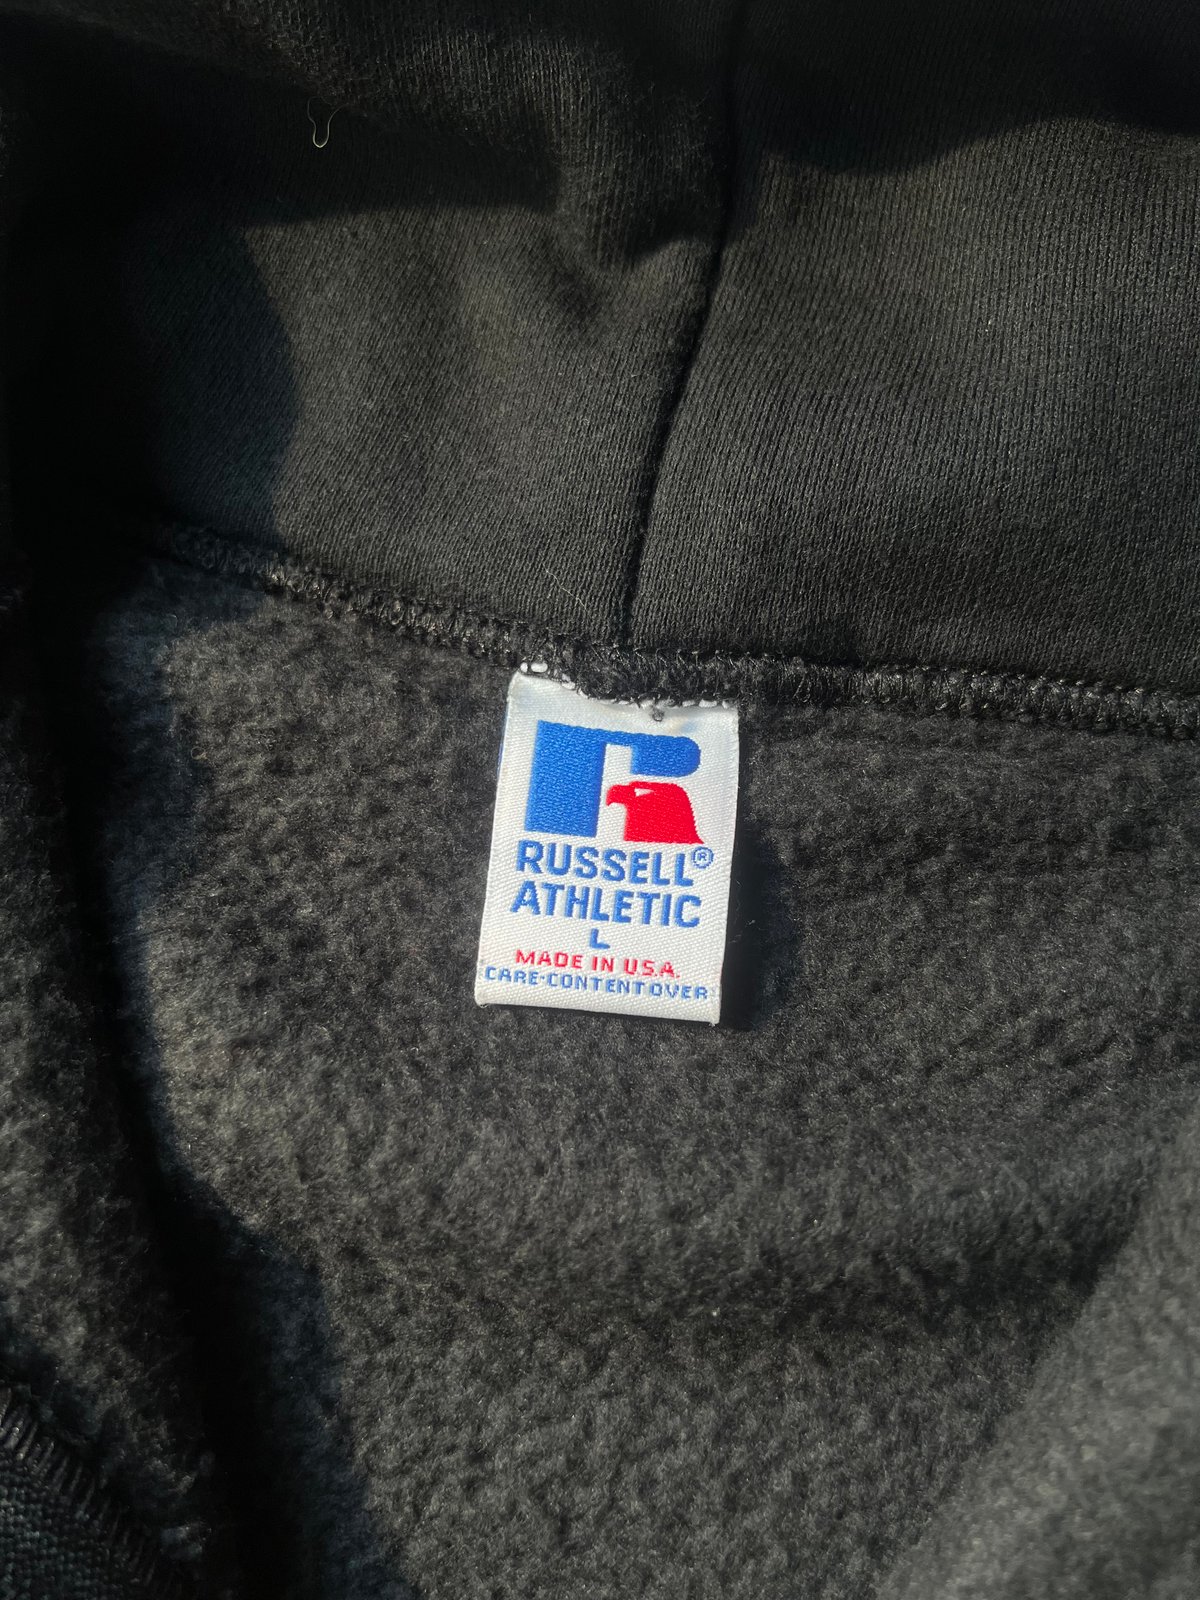 RUSSELL®
ATHLETIC
L
MADE IN U.S.A.
CARE-CONTENT OVER